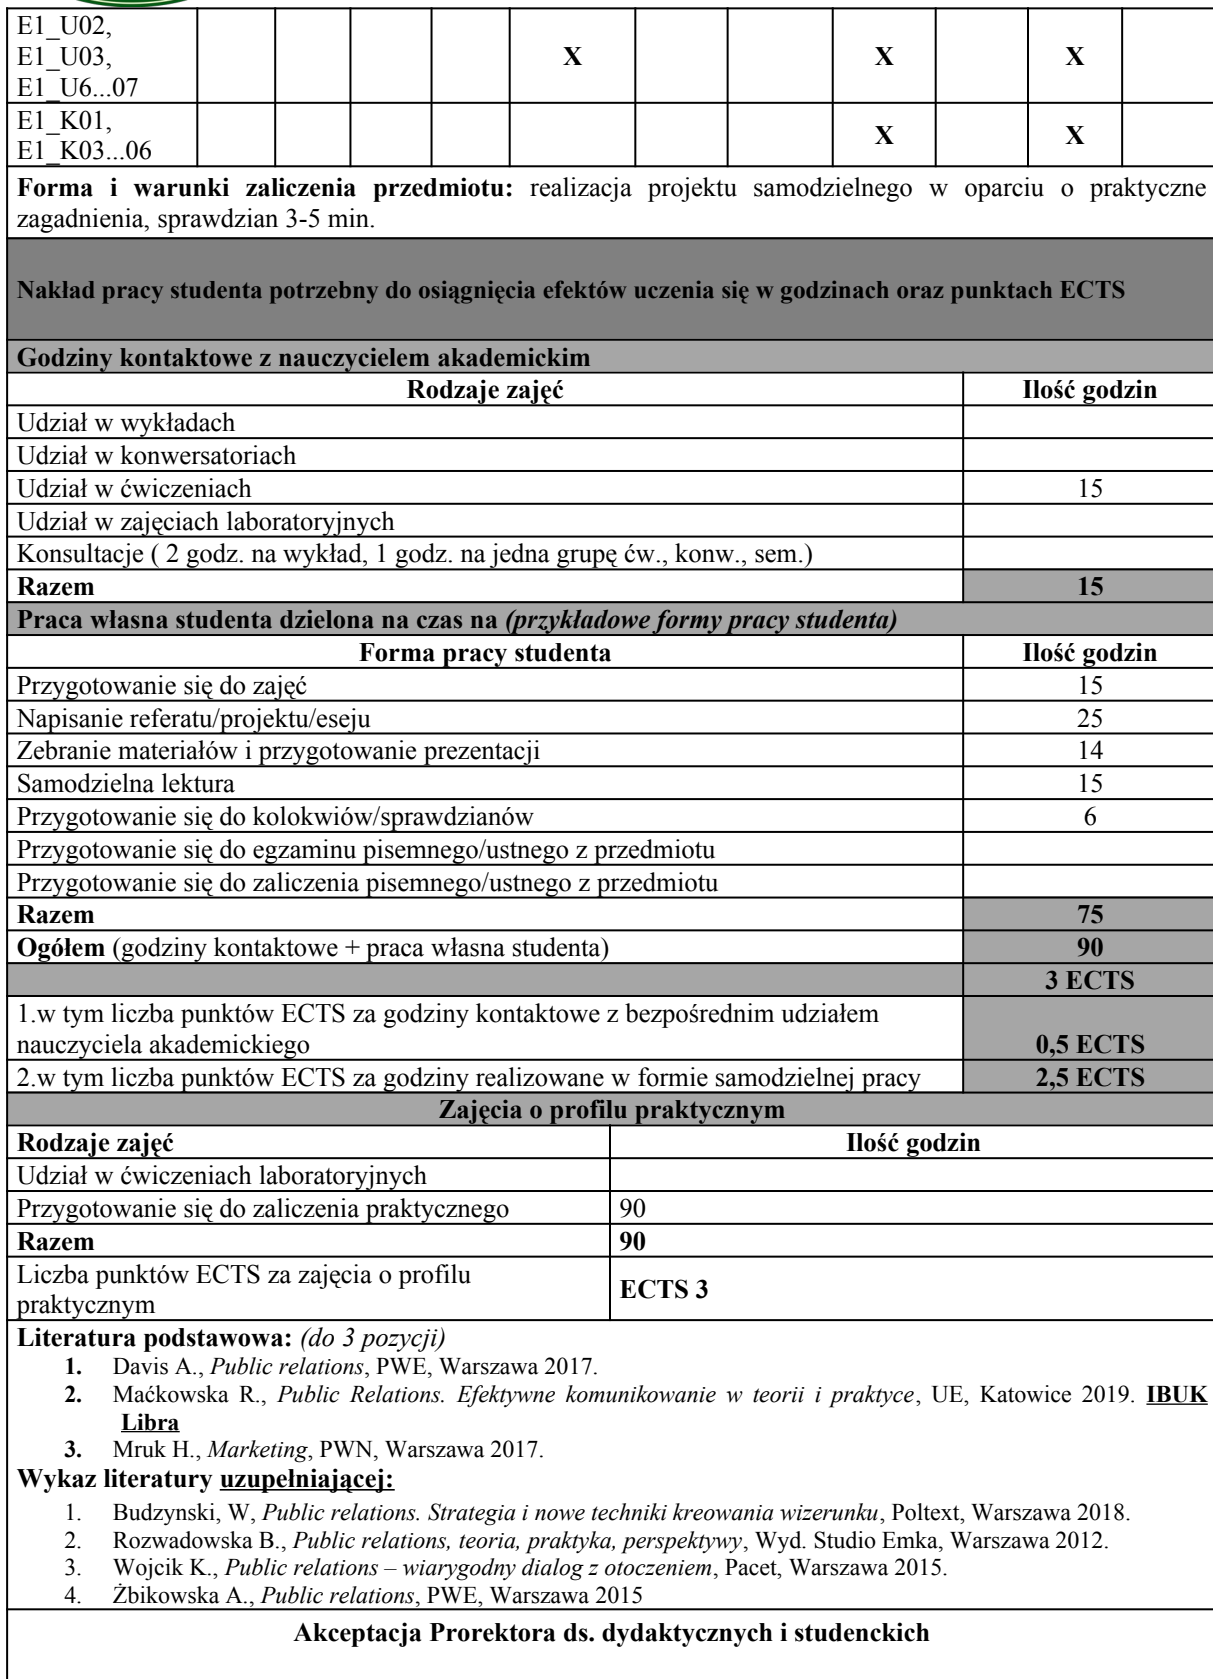 E1_U02,
E1_U03,
E1_U6...07
X X X
E1_K01,
E1_K03...06
X X
Forma i warunki zaliczenia przedmiotu: realizacja projektu samodzielnego w oparciu o praktyczne
zagadnienia, sprawdzian 3-5 min.
Nakład pracy studenta potrzebny do osiągnięcia efektów uczenia się w godzinach oraz punktach ECTS
Godziny kontaktowe z nauczycielem akademickim
Rodzaje zajęć Ilość godzin
Udział w wykładach
Udział w konwersatoriach
Udział w ćwiczeniach 15
Udział w zajęciach laboratoryjnych
Konsultacje ( 2 godz. na wykład, 1 godz. na jedna grupę ćw., konw., sem.)
Razem 15
Praca własna studenta dzielona na czas na (przykładowe formy pracy studenta)
Forma pracy studenta Ilość godzin
Przygotowanie się do zajęć 15
Napisanie referatu/projektu/eseju 25
Zebranie materiałów i przygotowanie prezentacji 14
Samodzielna lektura 15
Przygotowanie się do kolokwiów/sprawdzianów 6
Przygotowanie się do egzaminu pisemnego/ustnego z przedmiotu
Przygotowanie się do zaliczenia pisemnego/ustnego z przedmiotu
Razem 75
Ogółem (godziny kontaktowe + praca własna studenta) 90
3 ECTS
1.w tym liczba punktów ECTS za godziny kontaktowe z bezpośrednim udziałem
nauczyciela akademickiego 0,5 ECTS
2.w tym liczba punktów ECTS za godziny realizowane w formie samodzielnej pracy 2,5 ECTS
Zajęcia o profilu praktycznym
Rodzaje zajęć Ilość godzin
Udział w ćwiczeniach laboratoryjnych
Przygotowanie się do zaliczenia praktycznego 90
Razem 90
Liczba punktów ECTS za zajęcia o profilu
praktycznym ECTS 3
Literatura podstawowa: (do 3 pozycji)
1. Davis A., Public relations, PWE, Warszawa 2017.
2. Maćkowska R., Public Relations. Efektywne komunikowanie w teorii i praktyce, UE, Katowice 2019. IBUK
Libra
3. Mruk H., Marketing, PWN, Warszawa 2017.
Wykaz literatury uzupełniającej:
1. Budzynski, W, Public relations. Strategia i nowe techniki kreowania wizerunku, Poltext, Warszawa 2018.
2. Rozwadowska B., Public relations, teoria, praktyka, perspektywy, Wyd. Studio Emka, Warszawa 2012.
3. Wojcik K., Public relations – wiarygodny dialog z otoczeniem, Pacet, Warszawa 2015.
4. Żbikowska A., Public relations, PWE, Warszawa 2015
Akceptacja Prorektora ds. dydaktycznych i studenckich